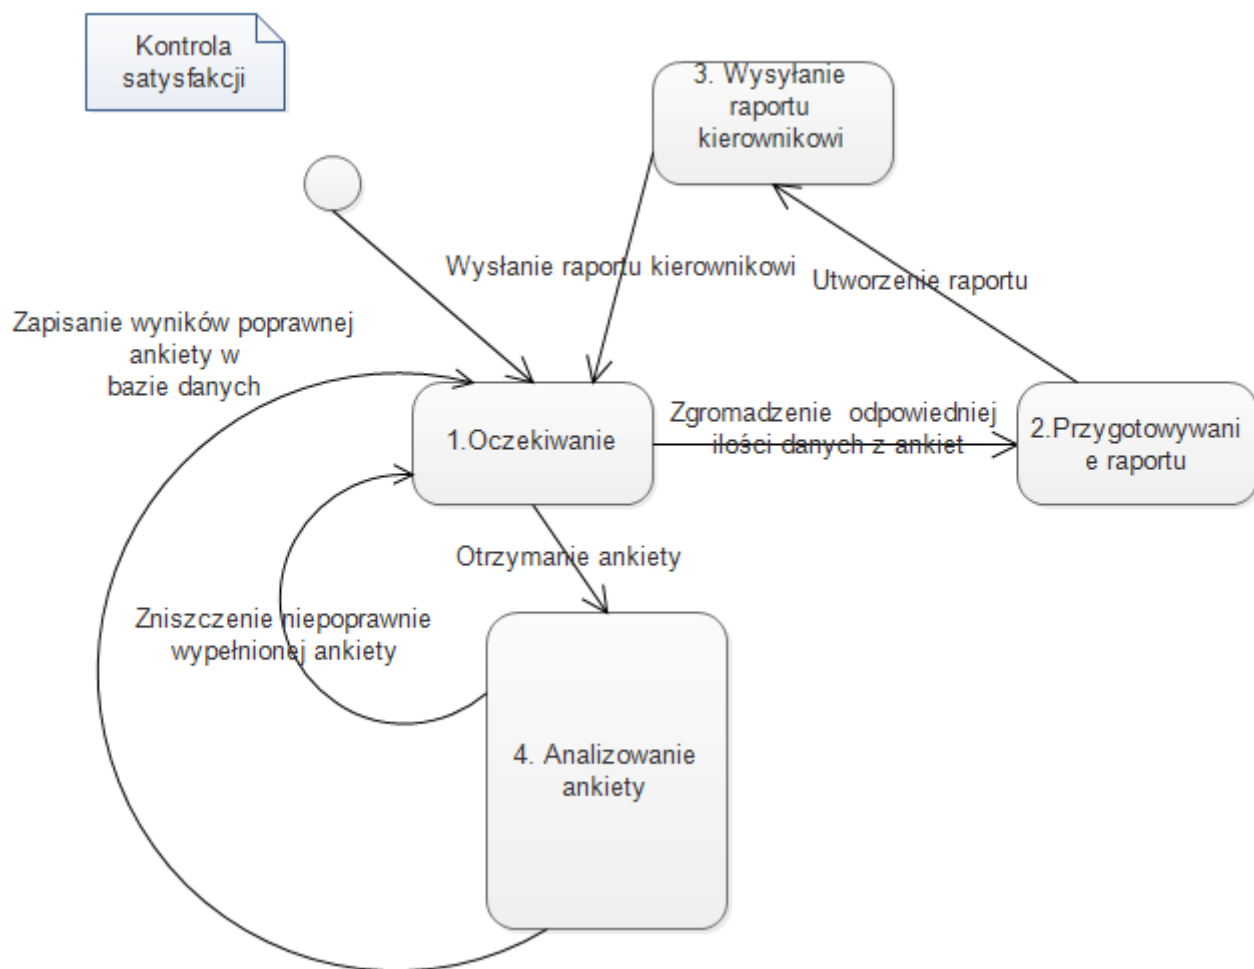 Kontrola
satysfakcji
3. Wysyłanie
raportu
kierownikowi
Wysłanie raportu kierownikowi
Utworzenie raportu
Zapisanie wyników poprawnej
ankiety w
bazie danych
1.Oczekiwanie
Zgromadzenie odpowiedniej
ilości danych z ankiet
2.Przygotowywani
e raportu
Otrzymanie ankiety
Zniszczenie niepoprawnie
wypełnionej ankiety
4. Analizowanie
ankiety